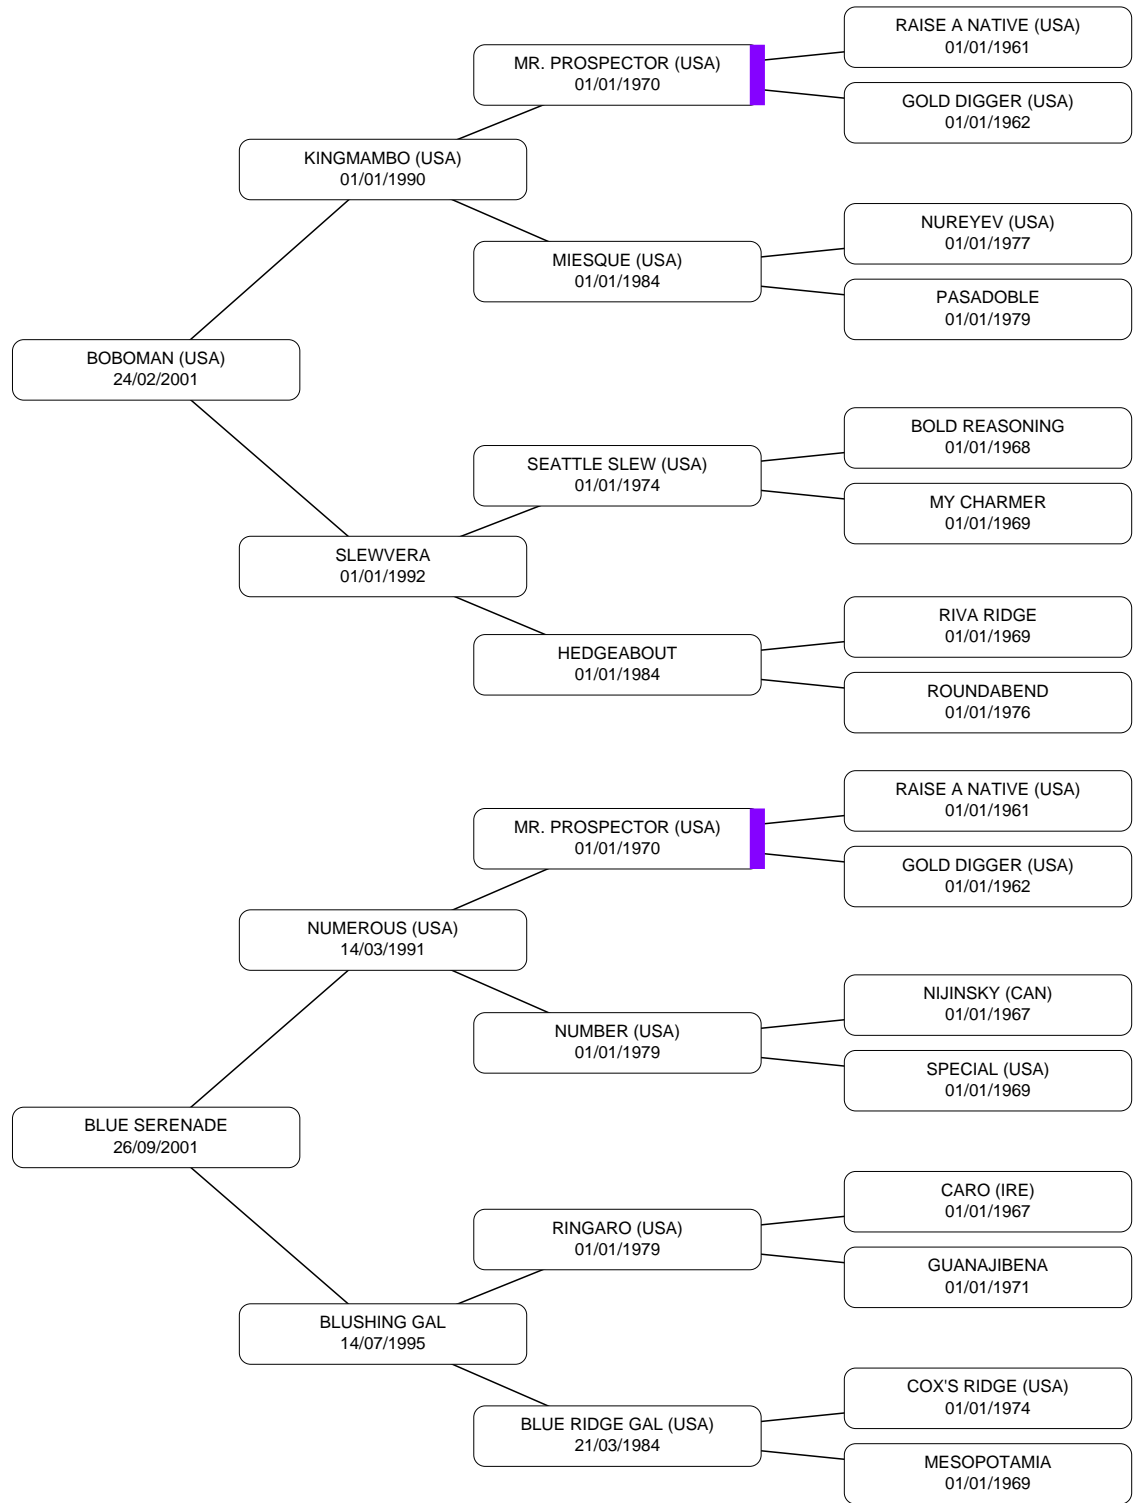 RAISE A NATIVE (USA)
01/01/1961
MR. PROSPECTOR (USA)
01/01/1970
GOLD DIGGER (USA)
01/01/1962
KINGMAMBO (USA)
01/01/1990
NUREYEV (USA)
01/01/1977
MIESQUE (USA)
01/01/1984
PASADOBLE
01/01/1979
BOBOMAN (USA)
24/02/2001
BOLD REASONING
01/01/1968
SEATTLE SLEW (USA)
01/01/1974
MY CHARMER
01/01/1969
SLEWVERA
01/01/1992
RIVA RIDGE
01/01/1969
HEDGEABOUT
01/01/1984
ROUNDABEND
01/01/1976
RAISE A NATIVE (USA)
01/01/1961
MR. PROSPECTOR (USA)
01/01/1970
GOLD DIGGER (USA)
01/01/1962
NUMEROUS (USA)
14/03/1991
NIJINSKY (CAN)
01/01/1967
NUMBER (USA)
01/01/1979
SPECIAL (USA)
01/01/1969
BLUE SERENADE
26/09/2001
CARO (IRE)
01/01/1967
RINGARO (USA)
01/01/1979
GUANAJIBENA
01/01/1971
BLUSHING GAL
14/07/1995
COX'S RIDGE (USA)
01/01/1974
BLUE RIDGE GAL (USA)
21/03/1984
MESOPOTAMIA
01/01/1969